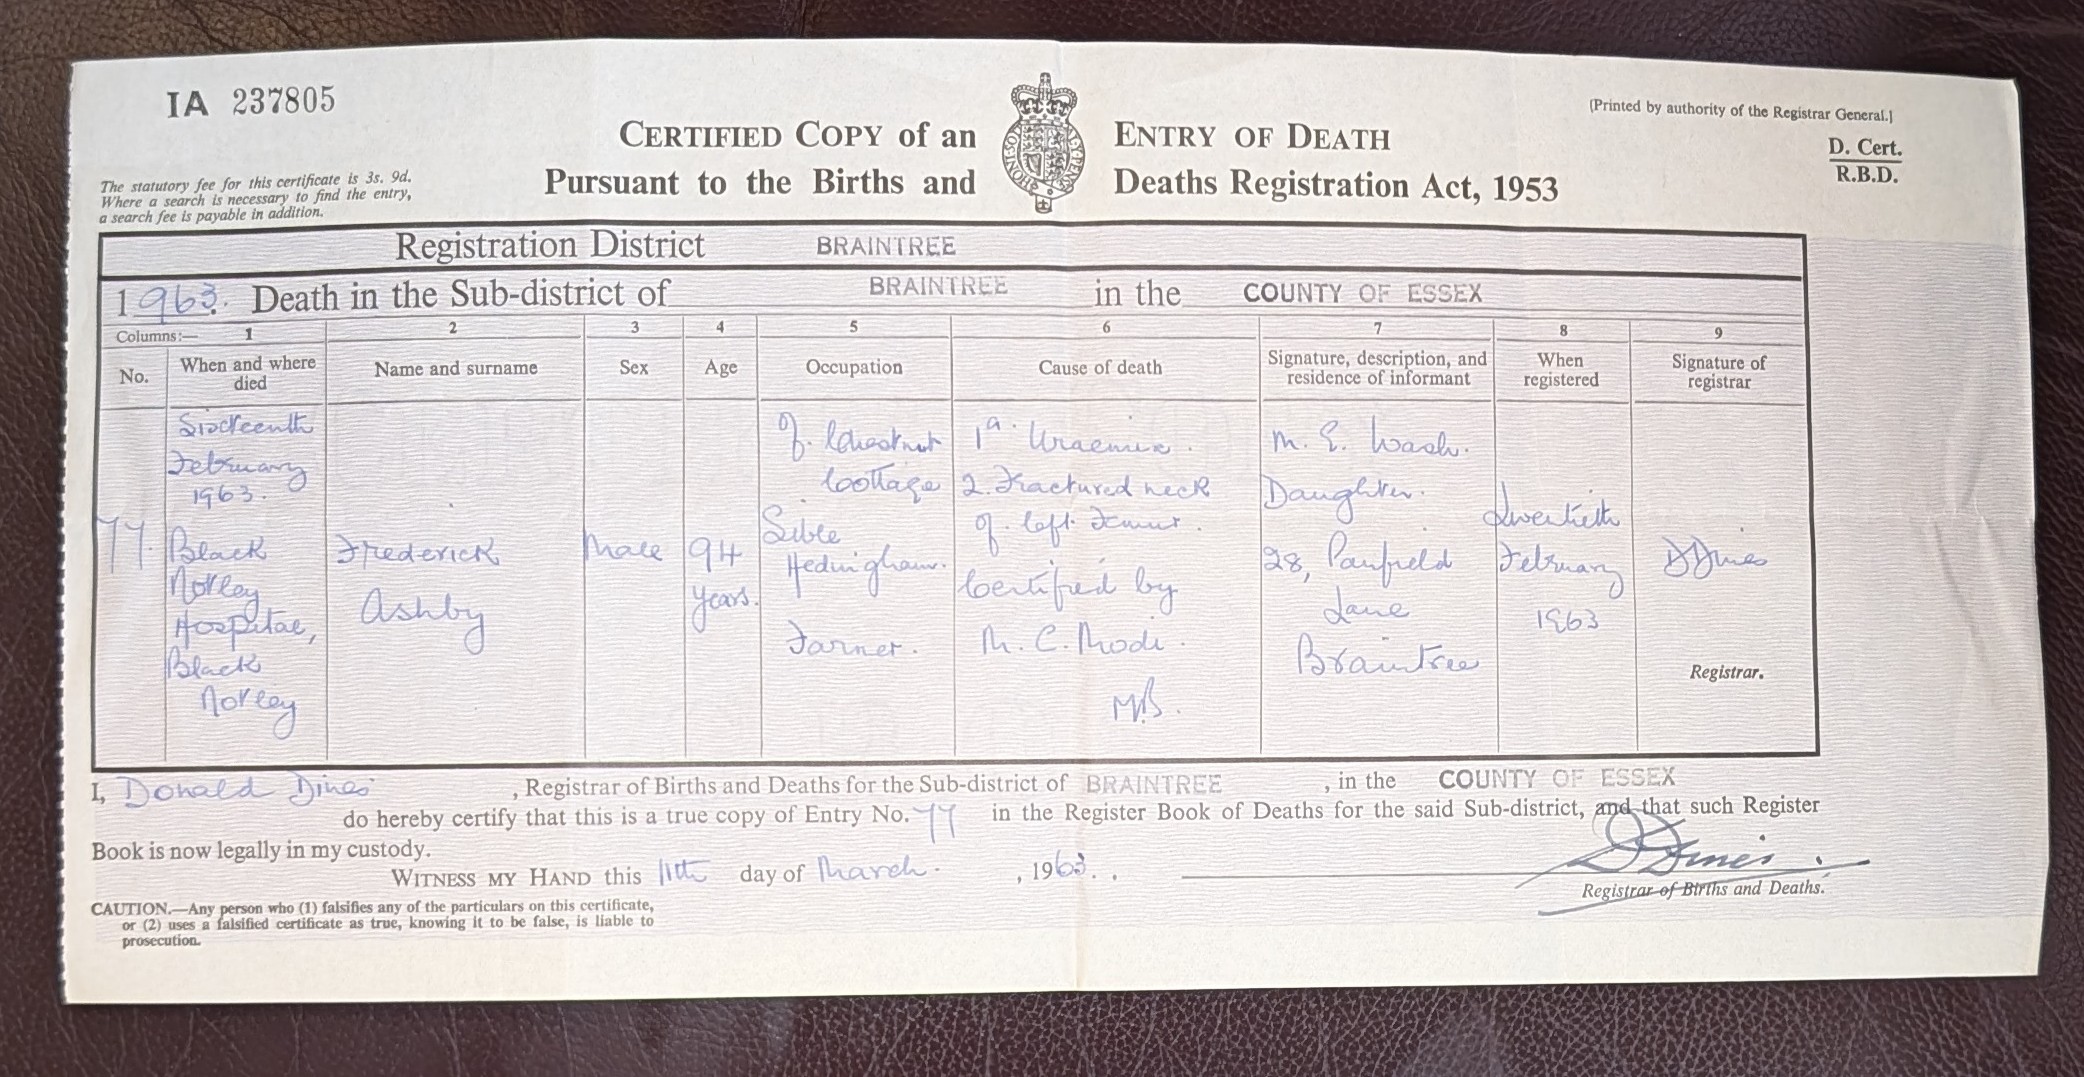 IA 237805
[Printed by authority of the Registrar General.]
CERTIFIED COPY of an ENTRY OF DEATH
D. Cert.
R.B.D.
Pursuant to the Births and Deaths Registration Act, 1953
The statutory fee for this certificate is 3s. 9d.
Where a search is necessary to find the entry,
a search fee is payable in addition.
Registration District BRAINTREE
1963. Death in the Sub-district of BRAINTREE in the COUNTY OF ESSEX
Columns:— 1 2 3 4 5 6 7 8 9
No.
When and where
died
Name and surname
Sex
Age
Occupation
Cause of death
Signature, description, and
residence of informant
When
registered
Signature of
registrar
77.
Sixteenth
February
1963.
Black
Notley
Hospital,
Black
Notley
Frederick
Ashby
Male
94
years.
of Chestnut
Cottage
Sible
Hedingham.
Farmer.
1a. Uraemia.
2. Fractured neck
of left Femur.
Certified by
M. C. Modi.
M.B.
M. E. Wash.
Daughter.
28, Panfield
Lane
Braintree
Twentieth
February
1963
D Dines
Registrar.
I, Donald Dines, Registrar of Births and Deaths for the Sub-district of BRAINTREE, in the COUNTY OF ESSEX
do hereby certify that this is a true copy of Entry No. 77 in the Register Book of Deaths for the said Sub-district, and that such Register
Book is now legally in my custody.
WITNESS MY HAND this 11th day of March. , 1963. .
D Dines.
Registrar of Births and Deaths.
CAUTION.—Any person who (1) falsifies any of the particulars on this certificate,
or (2) uses a falsified certificate as true, knowing it to be false, is liable to
prosecution.